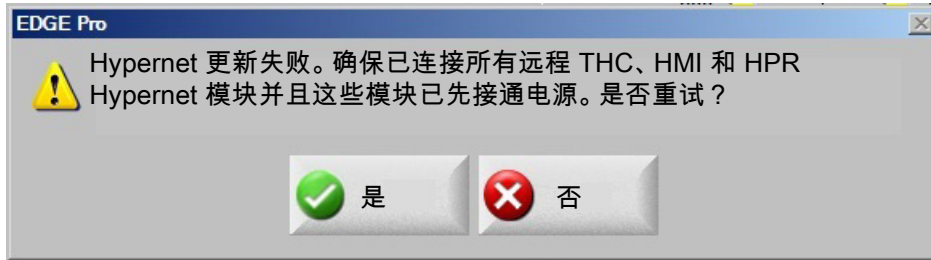 EDGE Pro
Hypernet 更新失败。确保已连接所有远程 THC、HMI 和 HPR
Hypernet 模块并且这些模块已先接通电源。是否重试？
是
否